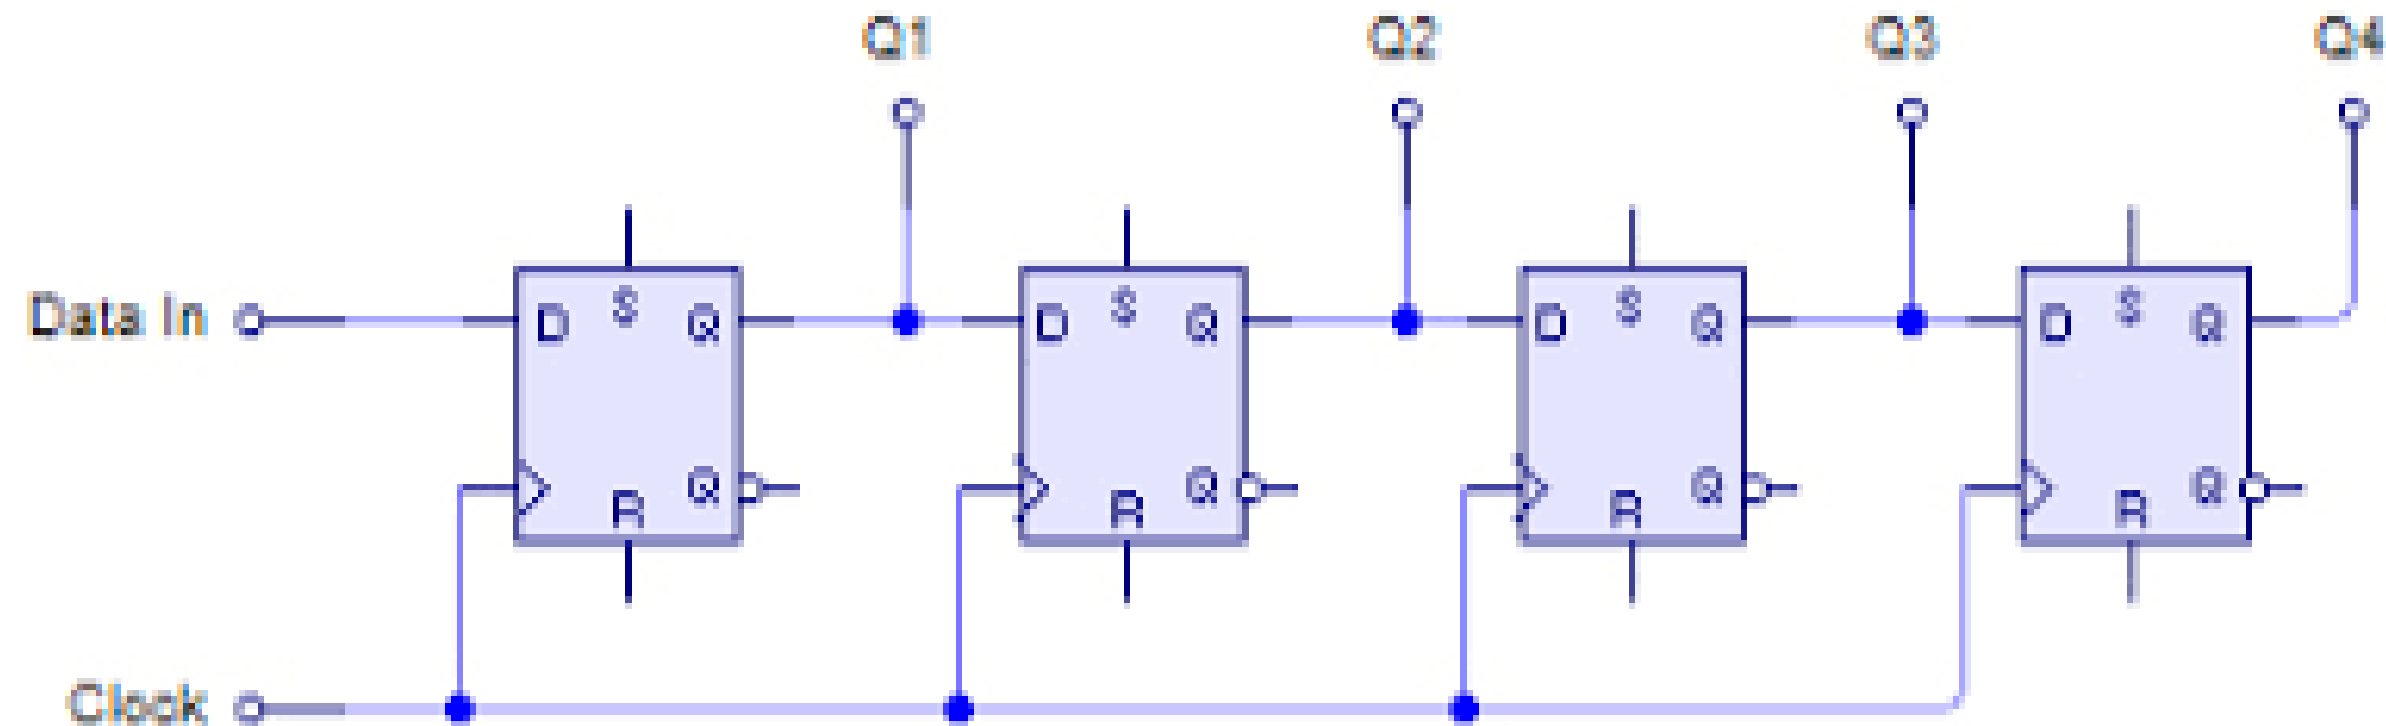 Q1 Q2 Q3 Q4
Data In D S Q D S Q D S Q D S Q
R Q R Q R Q R Q
Clock